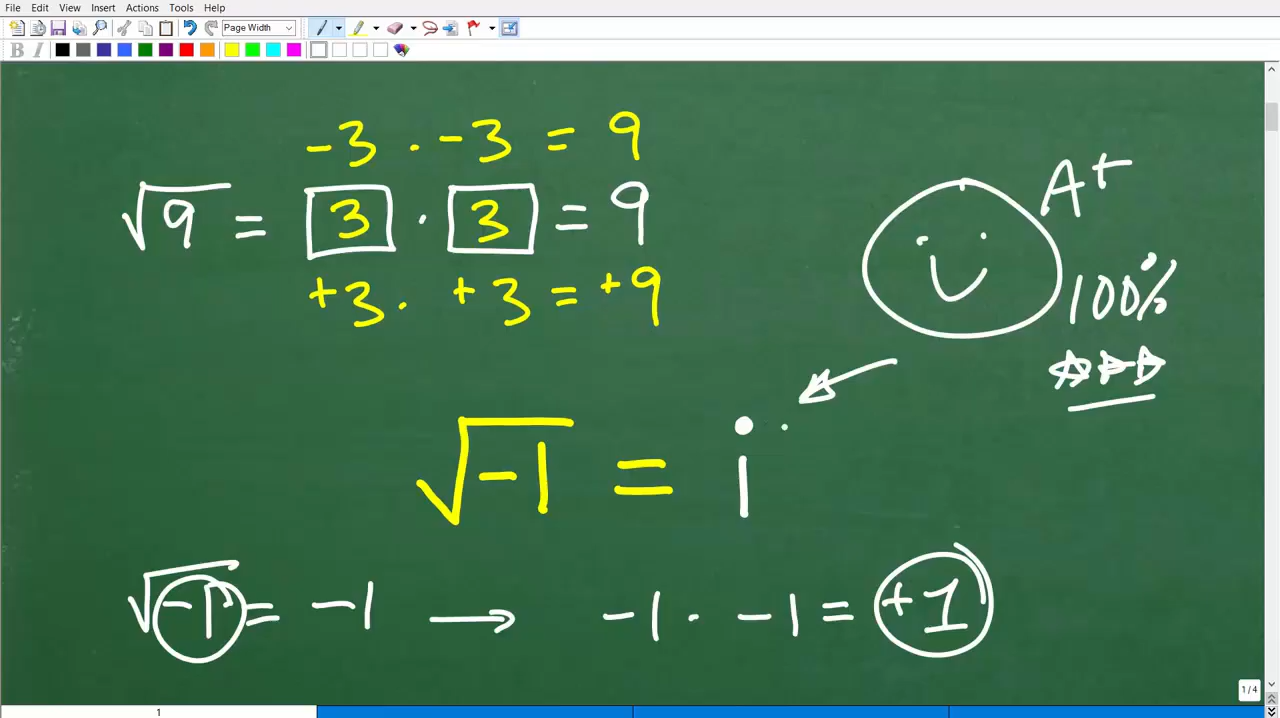 File Edit View Insert Actions Tools Help
Page Width
B I
-3 · -3 = 9
√9 = 3 · 3 = 9
+3 · +3 = +9
A+
100%
√-1 = i
√-1 = -1 → -1 · -1 = +1
1/4
1